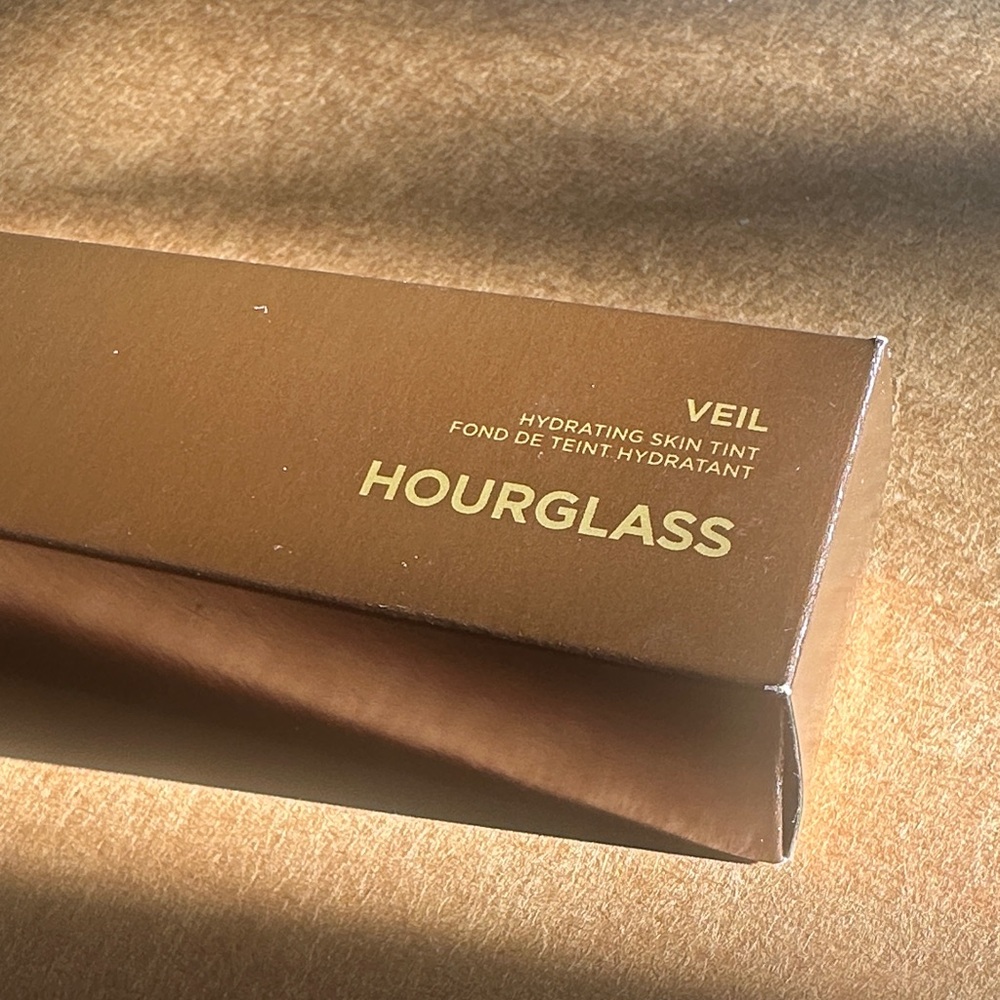 VEIL
HYDRATING SKIN TINT
FOND DE TEINT HYDRATANT
HOURGLASS